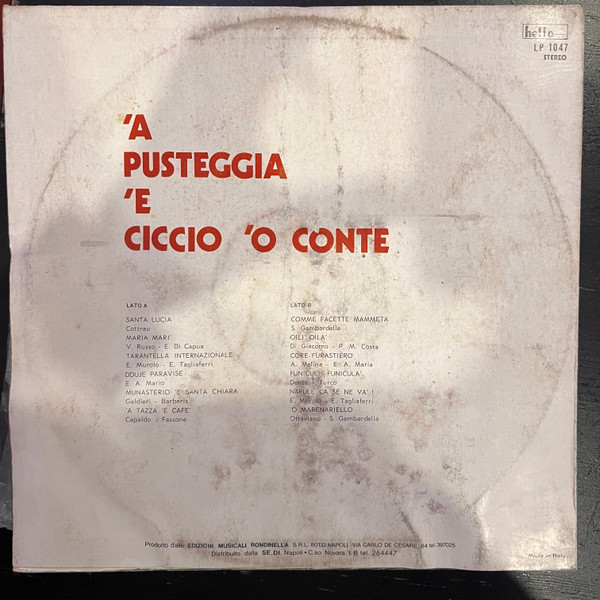 hello
LP 1047
STEREO
'A
PUSTEGGIA
'E
CICCIO 'O CONTE
LATO A
SANTA LUCIA
Cottrau
MARIA MARI'
V. Russo - E. Di Capua
TARANTELLA INTERNAZIONALE
E. Murolo - E. Tagliaferri
DDUJE PARAVISE
E. A. Mario
MUNASTERIO 'E SANTA CHIARA
Galdieri - Barberis
'A TAZZA 'E CAFE'
Capaldo - Fassone
LATO B
COMME FACETTE MAMMETA
S. Gambardella
OILI' OILA'
Di Giacomo - P. M. Costa
CORE FURASTIERO
A. Melina - E. A. Maria
FUNICULI' FUNICULA'
Denza - Turco
NAPULE CA SE NE VA' !
E. Murolo - E. Tagliaferri
'O MARENARIELLO
Ottaviano - S. Gambardella
Prodotto dalle EDIZIONI MUSICALI RONDINELLA S.R.L. 80132 NAPOLI VIA CARLO DE CESARE 64 tel. 397025
Distribuito dalla SE.DI. Napoli - C.so Novara, 1 B tel. 264447
Made in Italy